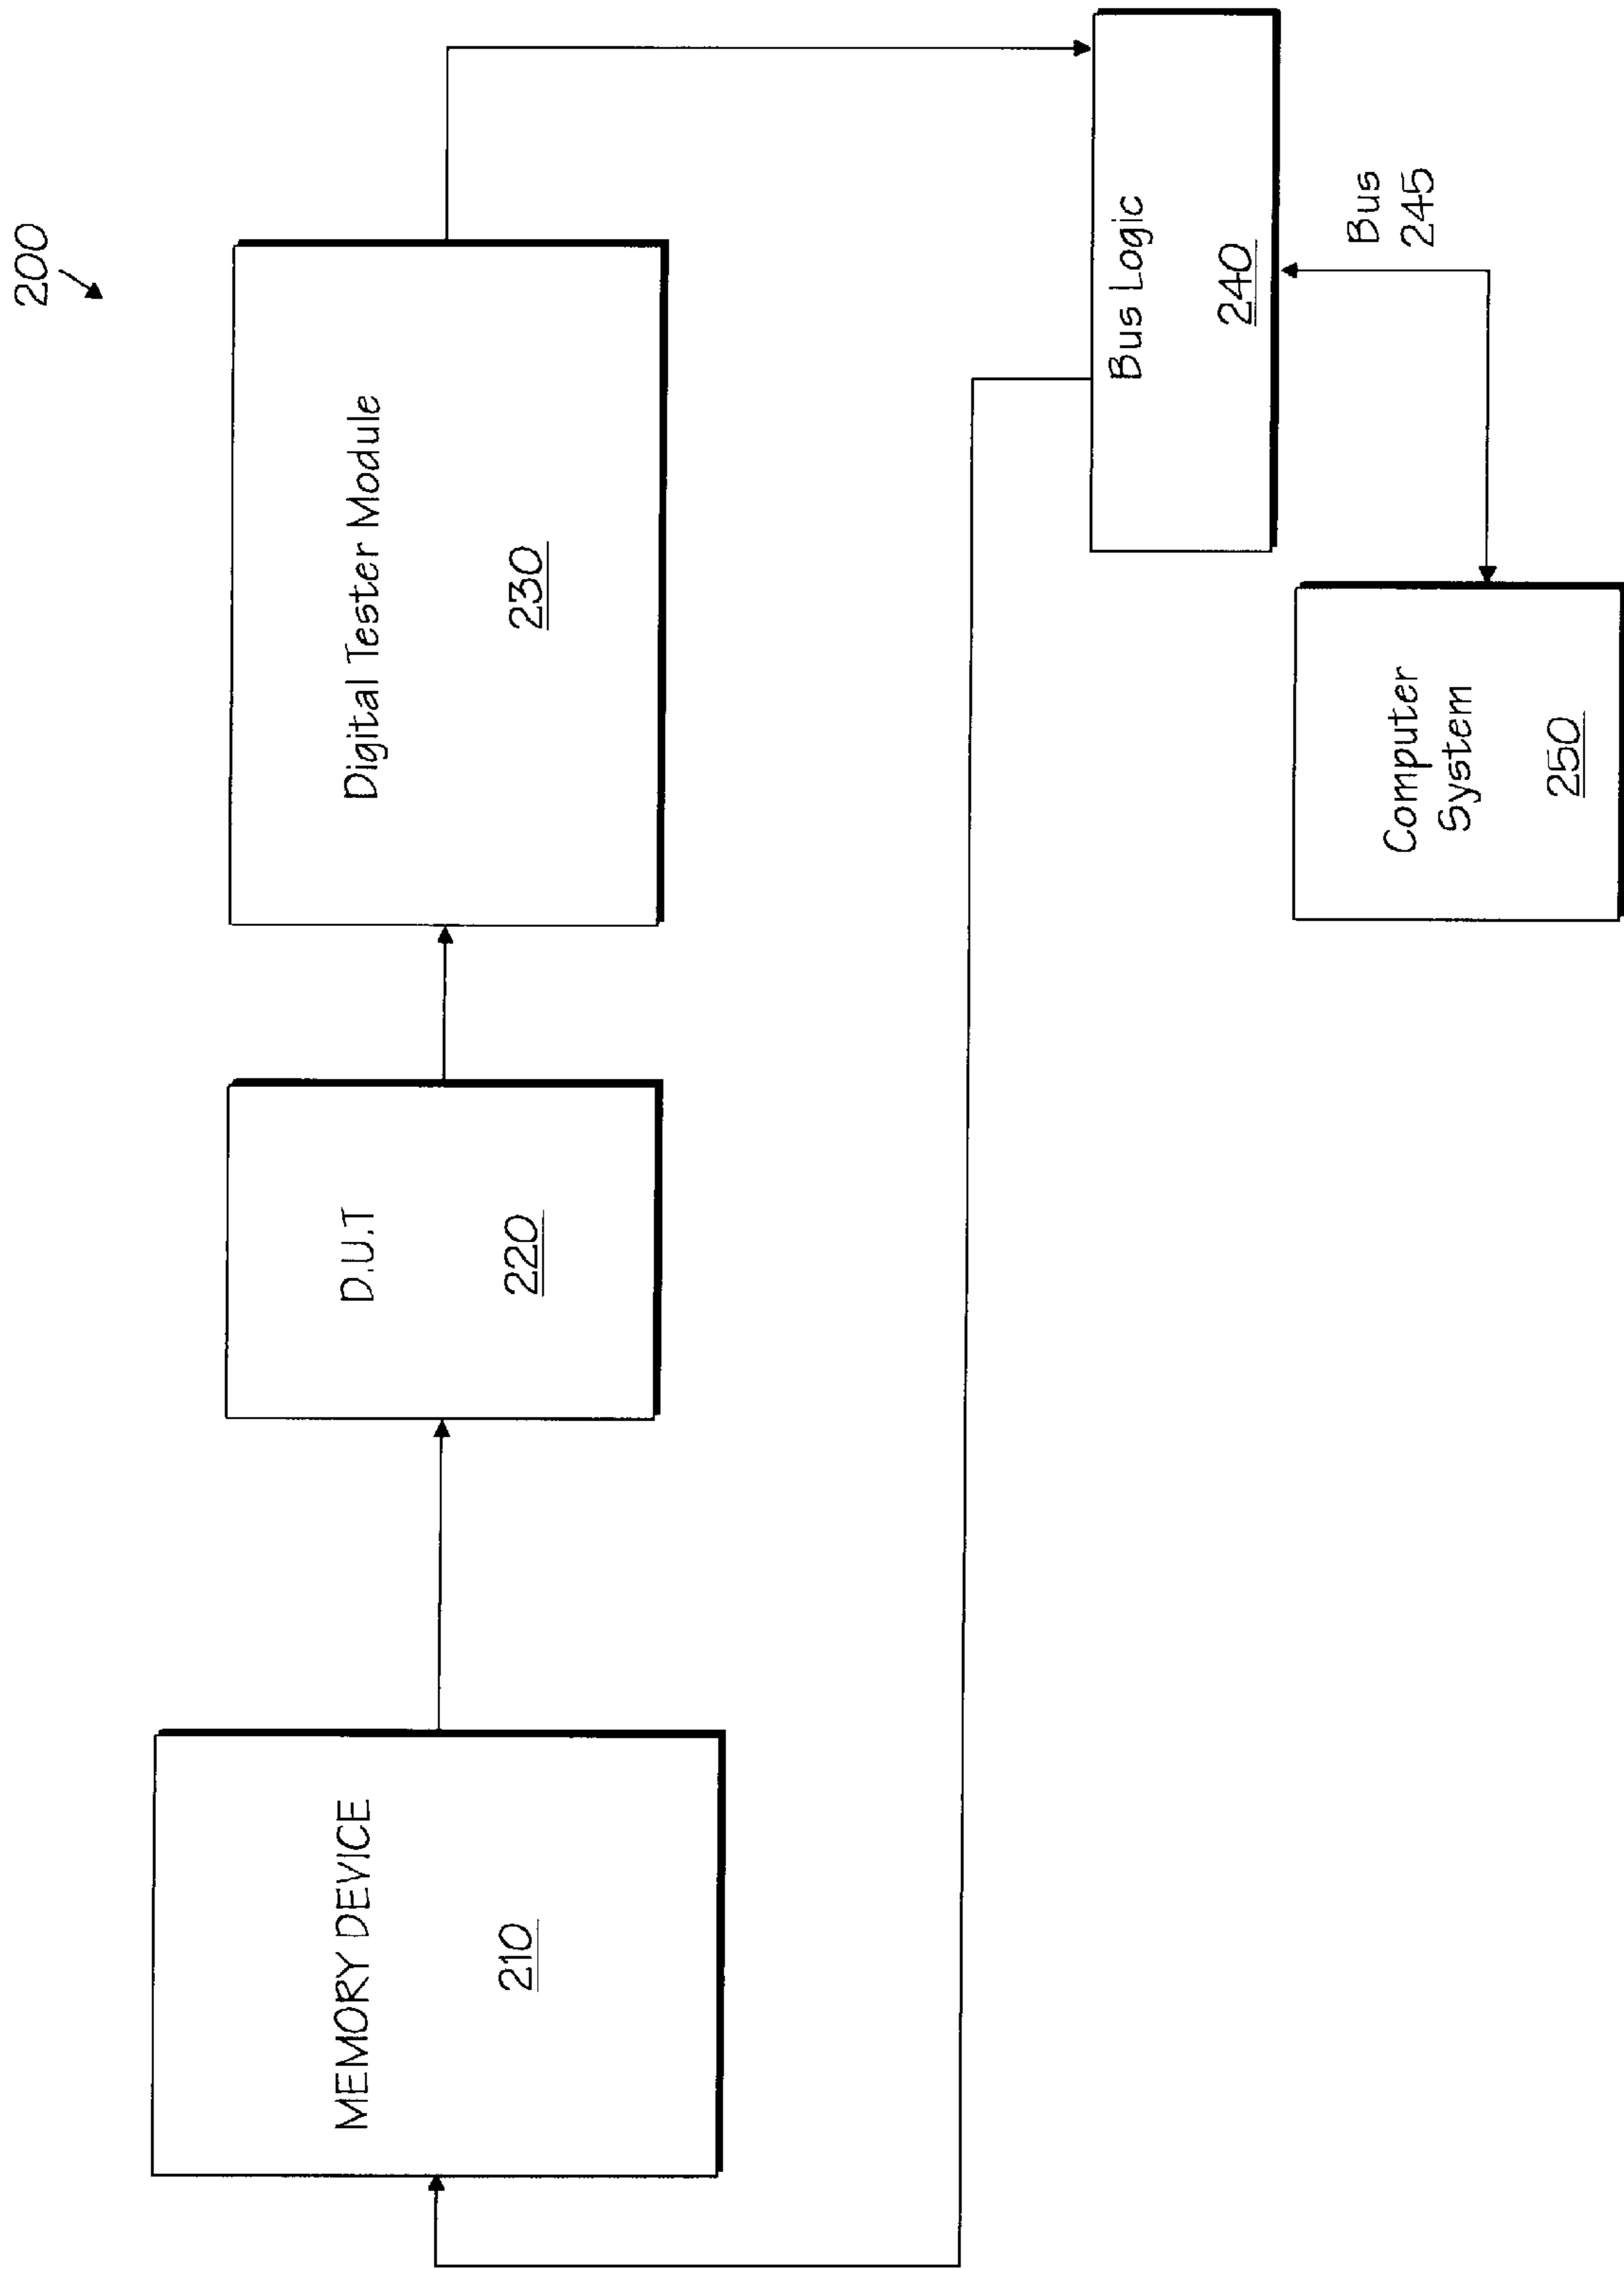 200
MEMORY DEVICE
210
D.U.T
220
Digital Tester Module
230
Bus Logic
240
Bus
245
Computer
System
250